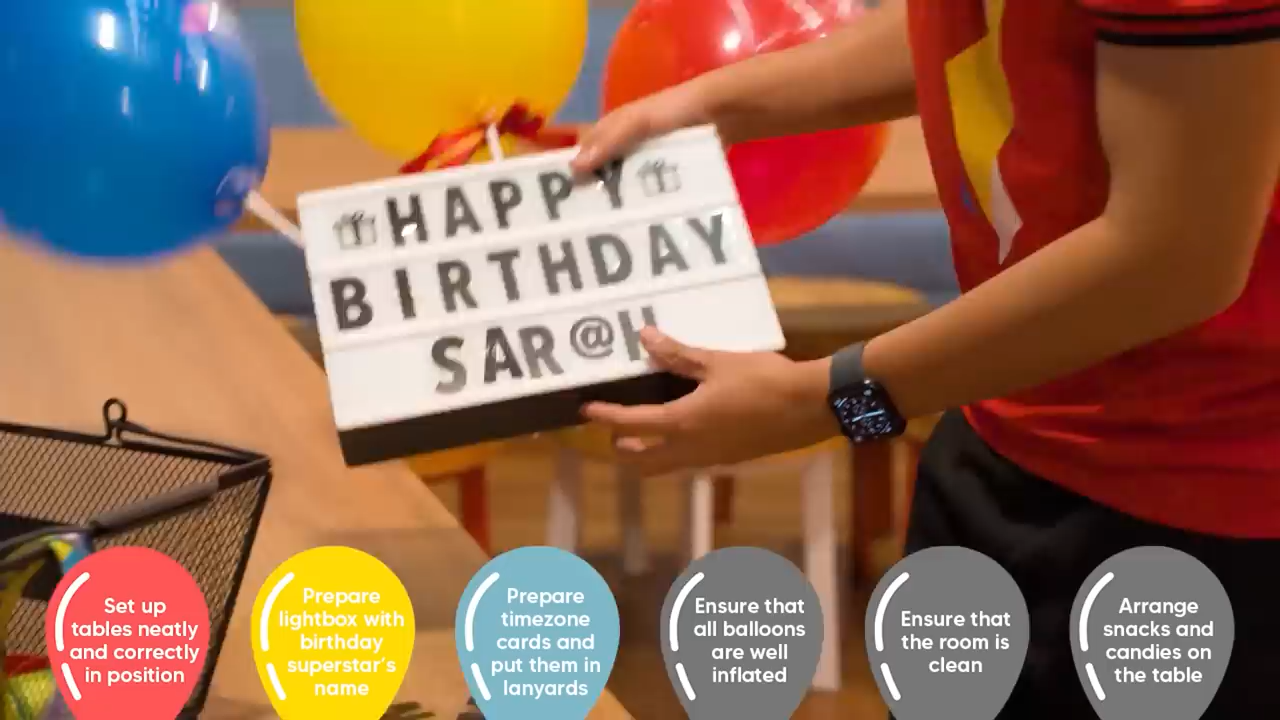 HAPPY
BIRTHDAY
SAR@H
Set up
tables neatly
and correctly
in position
Prepare
lightbox with
birthday
superstar's
name
Prepare
timezone
cards and
put them in
lanyards
Ensure that
all balloons
are well
inflated
Ensure that
the room is
clean
Arrange
snacks and
candies on
the table